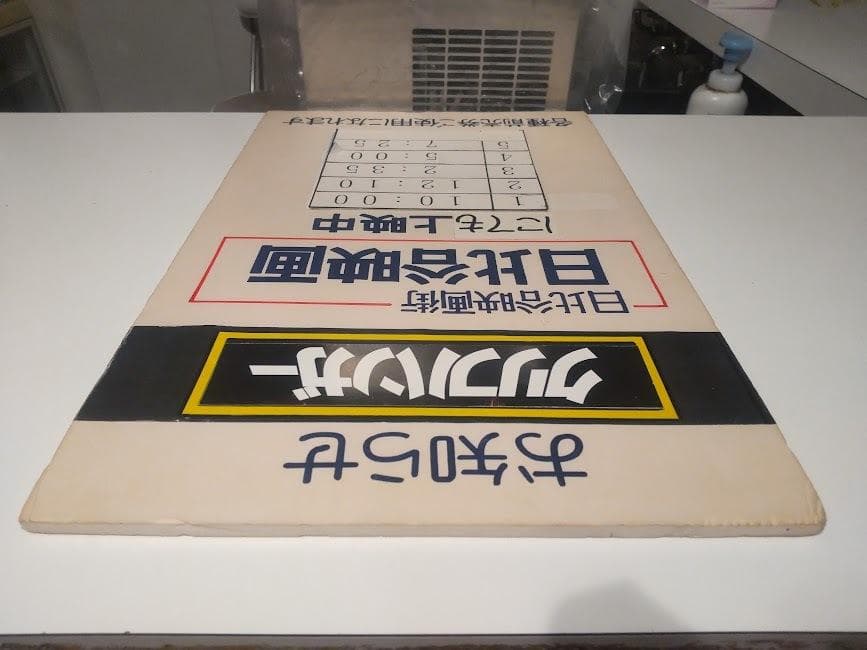 お知らせ
クリフハンガー
日比谷映画街
日比谷映画
にても上映中
1 10:00
2 12:10
3 2:35
4 5:00
5 7:25
各種前売券ご使用になれます